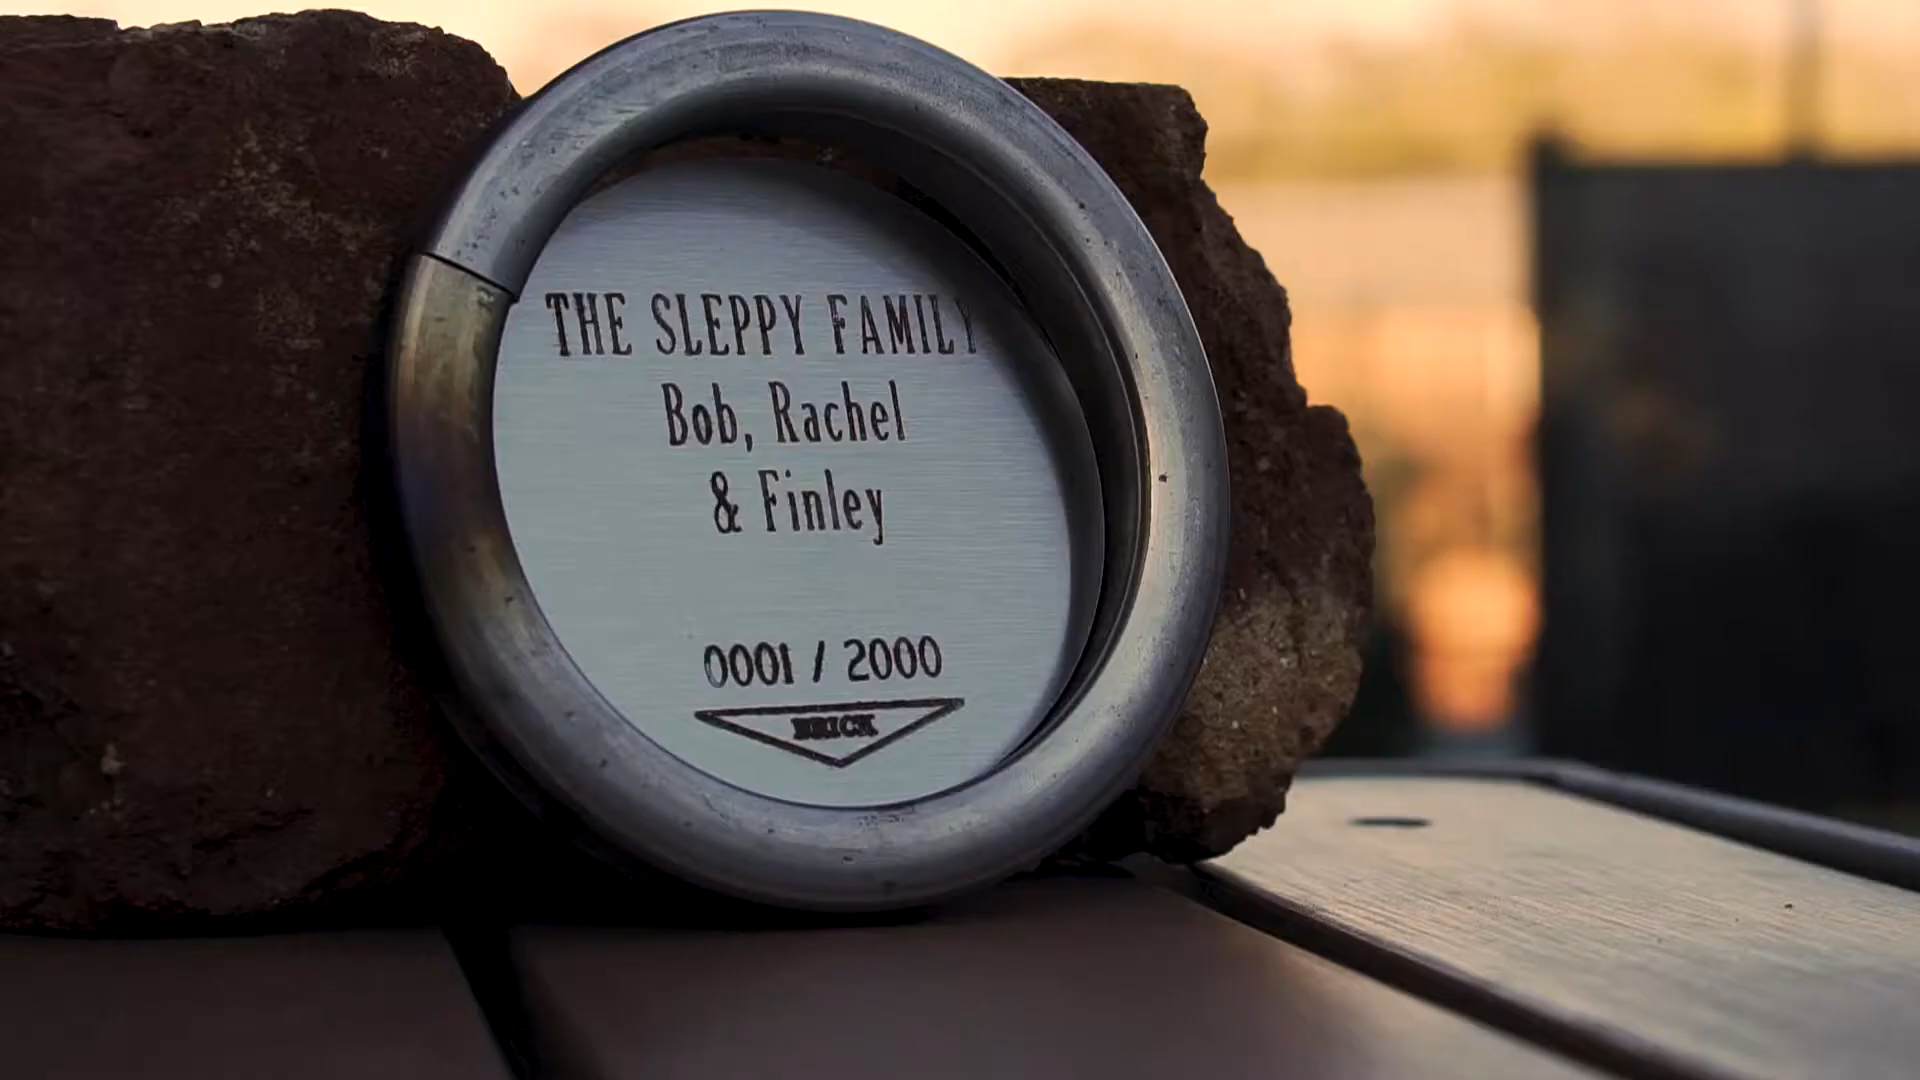 THE SLEPPY FAMILY
Bob, Rachel
& Finley
0001 / 2000
BRICK